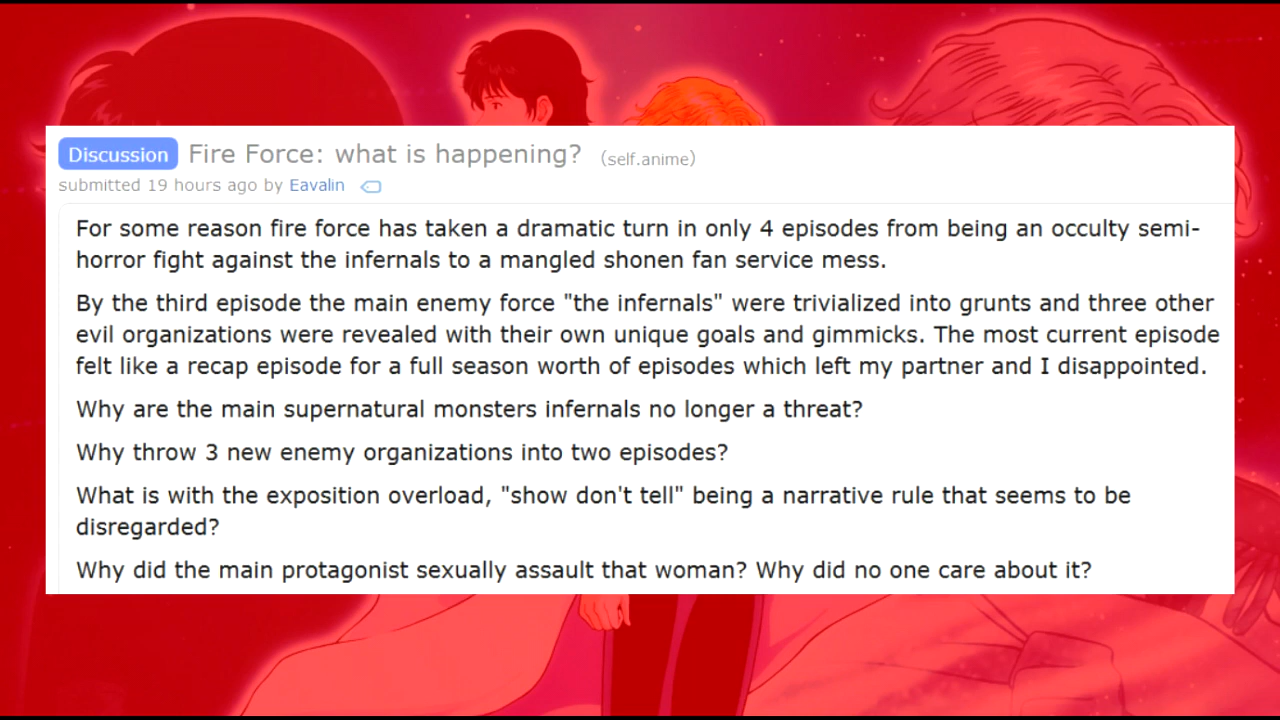 Discussion Fire Force: what is happening? (self.anime)
submitted 19 hours ago by Eavalin
For some reason fire force has taken a dramatic turn in only 4 episodes from being an occulty semi-
horror fight against the infernals to a mangled shonen fan service mess.
By the third episode the main enemy force "the infernals" were trivialized into grunts and three other
evil organizations were revealed with their own unique goals and gimmicks. The most current episode
felt like a recap episode for a full season worth of episodes which left my partner and I disappointed.
Why are the main supernatural monsters infernals no longer a threat?
Why throw 3 new enemy organizations into two episodes?
What is with the exposition overload, "show don't tell" being a narrative rule that seems to be
disregarded?
Why did the main protagonist sexually assault that woman? Why did no one care about it?